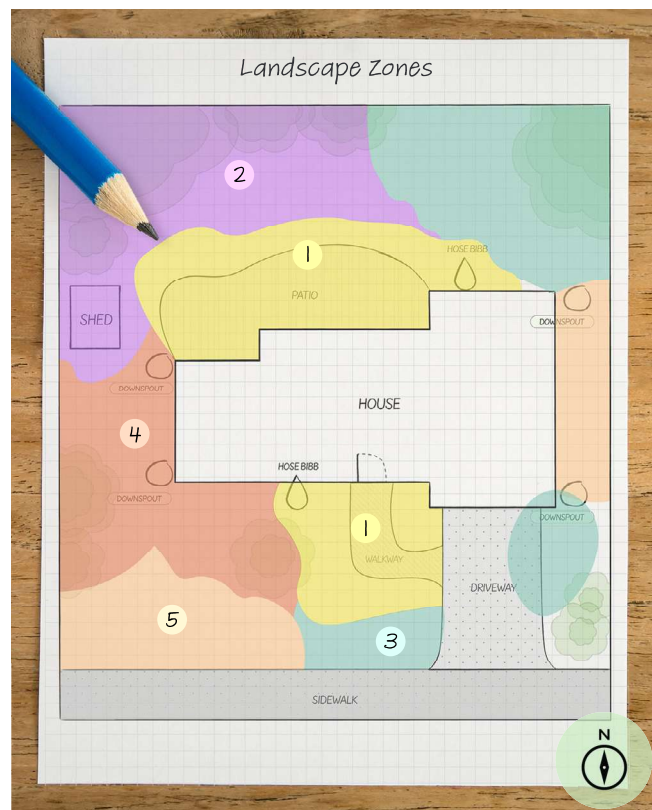 Landscape Zones
2
1
HOSE BIBB
PATIO
SHED
DOWNSPOUT
DOWNSPOUT
HOUSE
4
HOSE BIBB
DOWNSPOUT
DOWNSPOUT
1
WALKWAY
DRIVEWAY
5
3
SIDEWALK
N